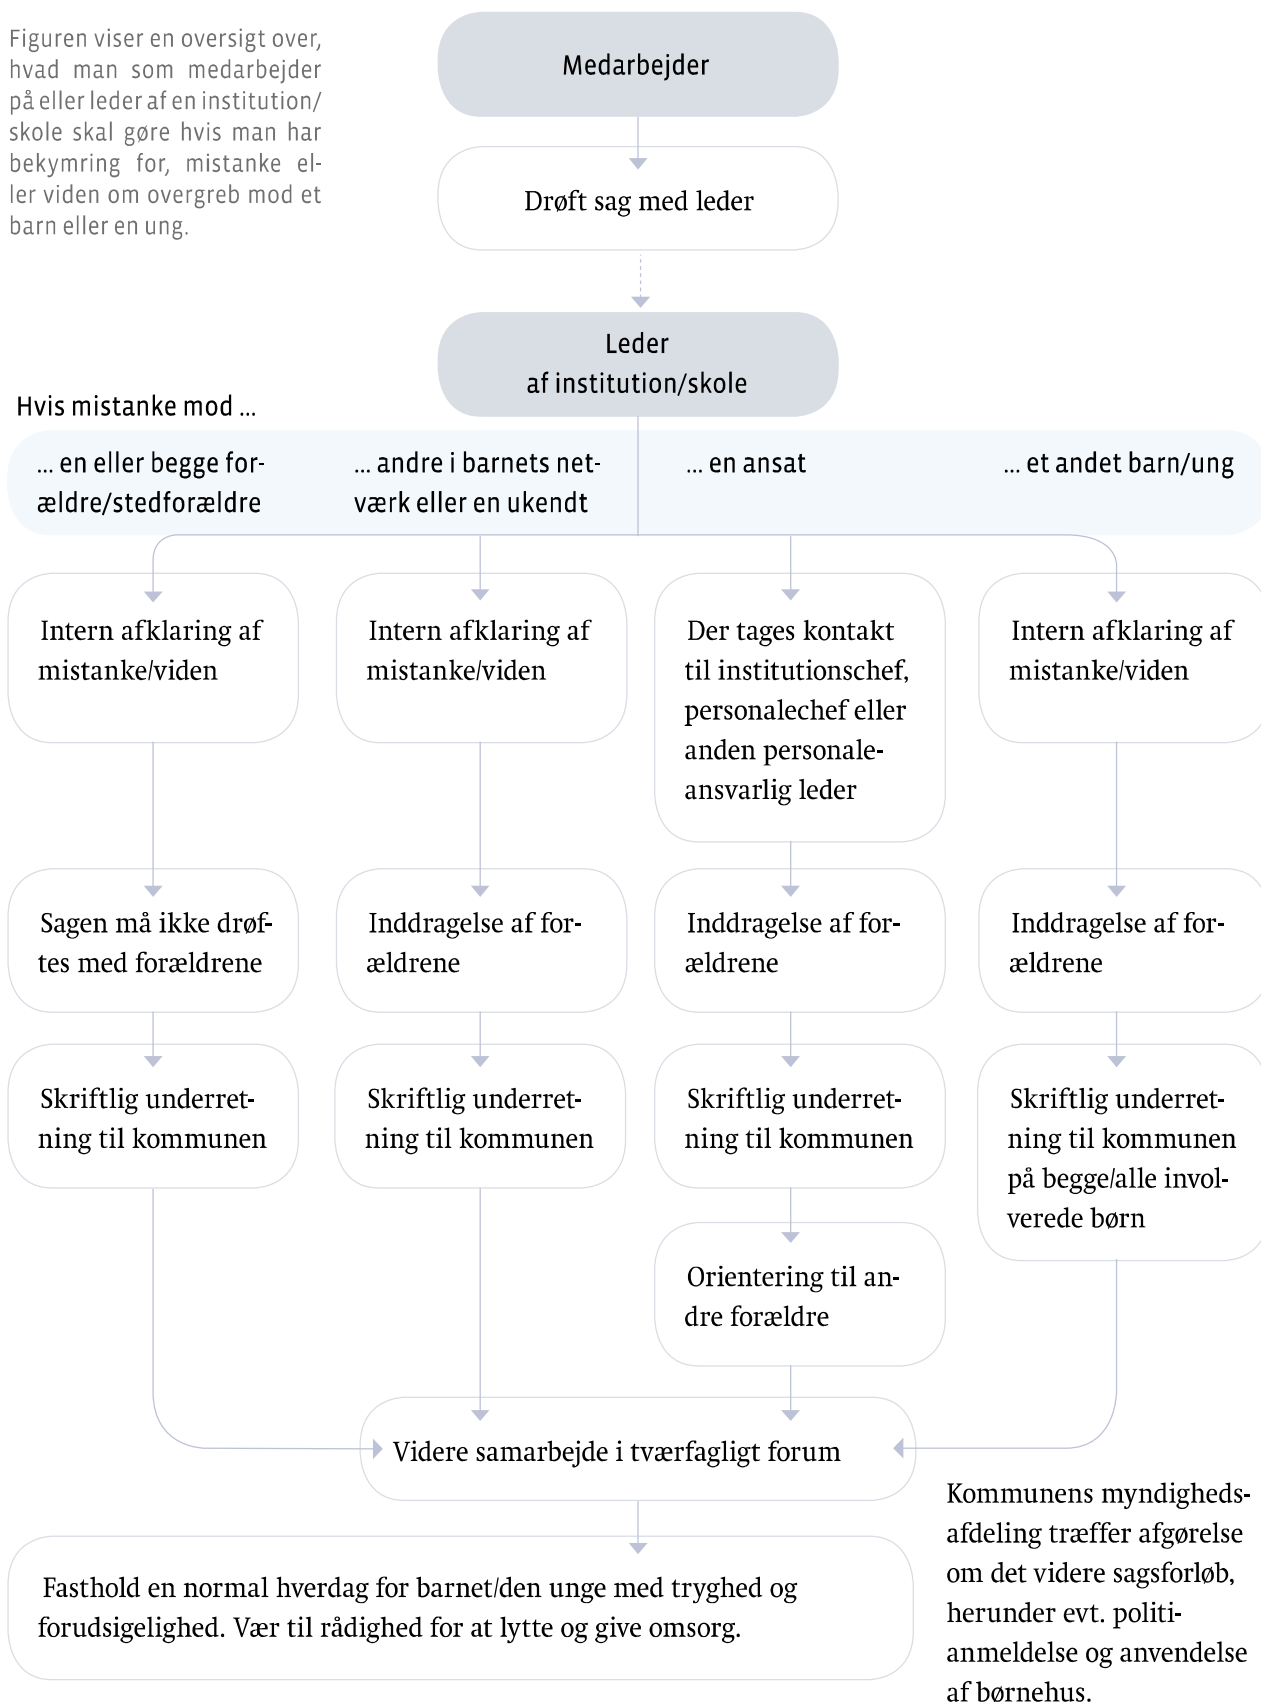 Figuren viser en oversigt over,
hvad man som medarbejder
på eller leder af en institution/
skole skal gøre hvis man har
bekymring for, mistanke el-
ler viden om overgreb mod et
barn eller en ung.
Medarbejder
Drøft sag med leder
Leder
af institution/skole
Hvis mistanke mod ...
... en eller begge for-
ældre/stedforældre
... andre i barnets net-
værk eller en ukendt
... en ansat
... et andet barn/ung
Intern afklaring af
mistanke/viden
Intern afklaring af
mistanke/viden
Der tages kontakt
til institutionschef,
personalechef eller
anden personale-
ansvarlig leder
Intern afklaring af
mistanke/viden
Sagen må ikke drøf-
tes med forældrene
Inddragelse af for-
ældrene
Inddragelse af for-
ældrene
Inddragelse af for-
ældrene
Skriftlig underret-
ning til kommunen
Skriftlig underret-
ning til kommunen
Skriftlig underret-
ning til kommunen
Skriftlig underret-
ning til kommunen
på begge/alle invol-
verede børn
Orientering til an-
dre forældre
Videre samarbejde i tværfagligt forum
Fasthold en normal hverdag for barnet/den unge med tryghed og
forudsigelighed. Vær til rådighed for at lytte og give omsorg.
Kommunens myndigheds-
afdeling træffer afgørelse
om det videre sagsforløb,
herunder evt. politi-
anmeldelse og anvendelse
af børnehus.